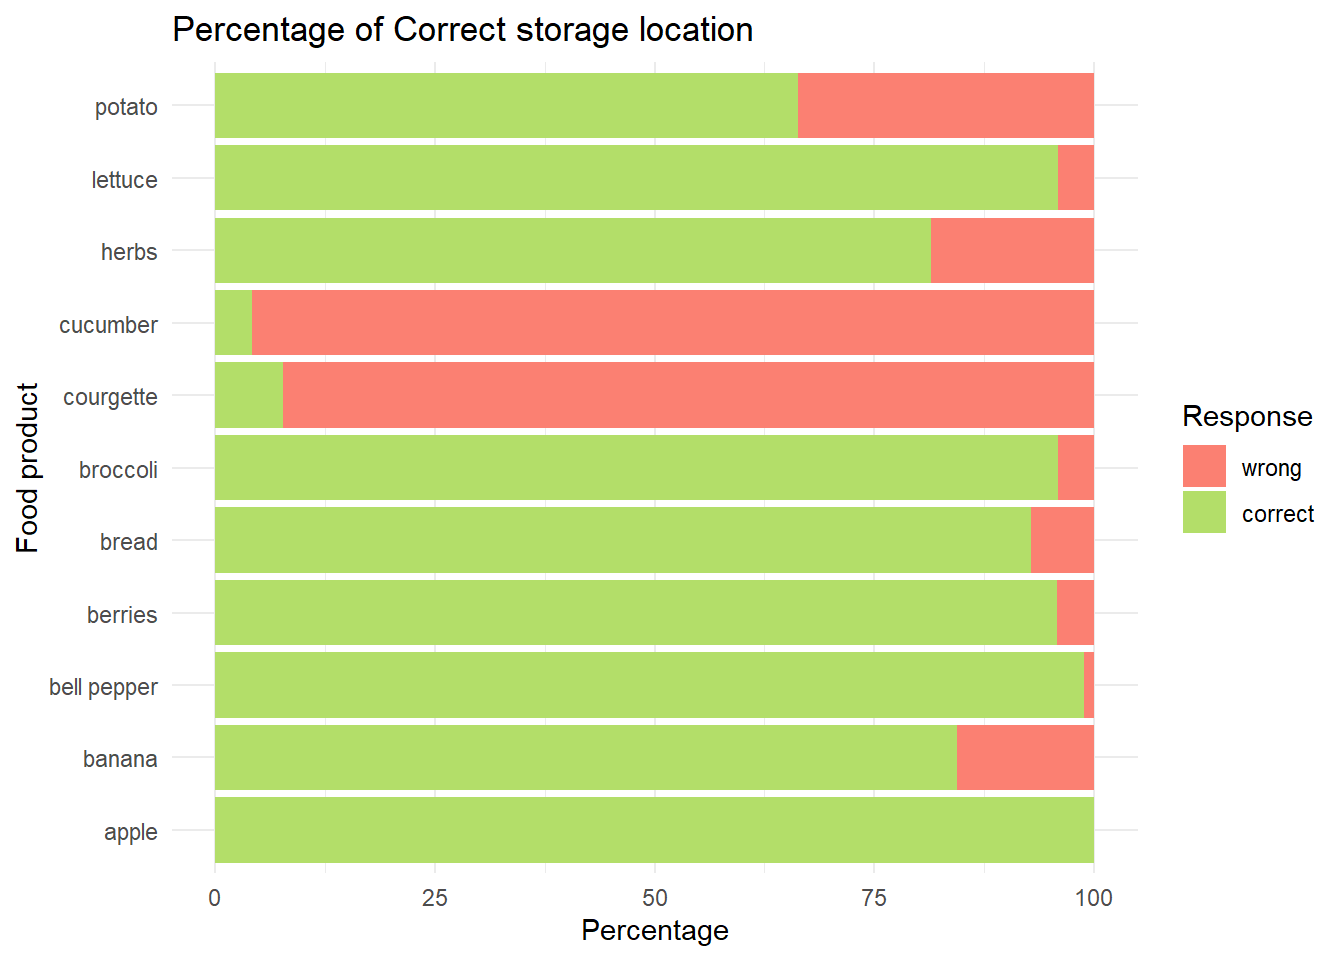 Percentage of Correct storage location
Food product
potato
lettuce
herbs
cucumber
courgette
broccoli
bread
berries
bell pepper
banana
apple
0 25 50 75 100
Percentage
Response
wrong
correct